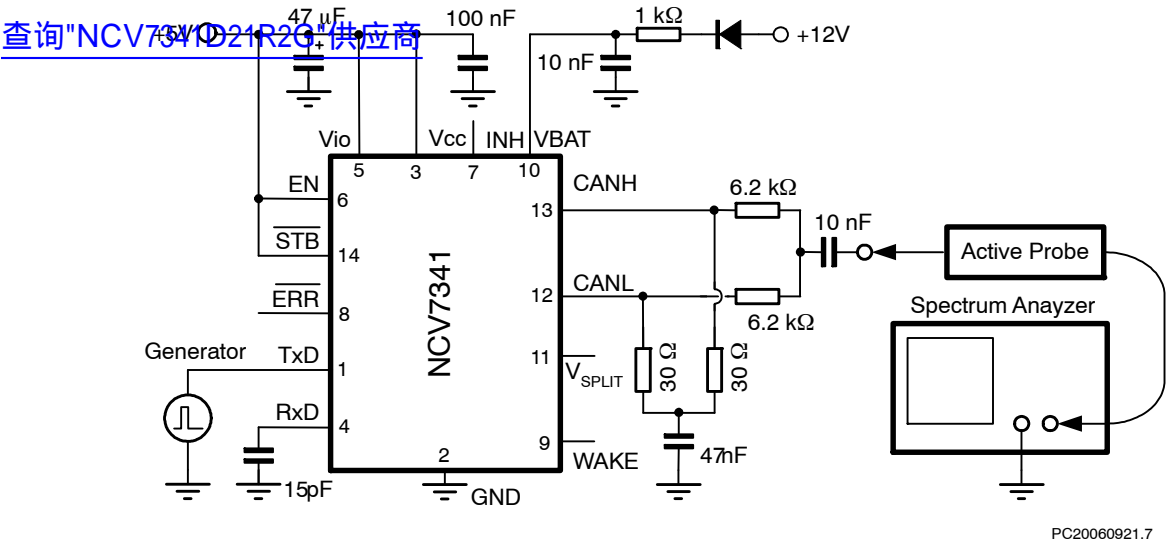 47 μF
100 nF
1 kΩ
+5V
查询"NCV7341D21R2G"供应商
+
+12V
10 nF
Vio
Vcc
INH
VBAT
5
3
7
10
EN
6
CANH
13
6.2 kΩ
10 nF
STB
14
Active Probe
NCV7341
CANL
12
ERR
8
6.2 kΩ
Spectrum Anayzer
Generator
TxD
1
11
VSPLIT
30 Ω
30 Ω
RxD
4
9
WAKE
47nF
2
15pF
GND
PC20060921.7